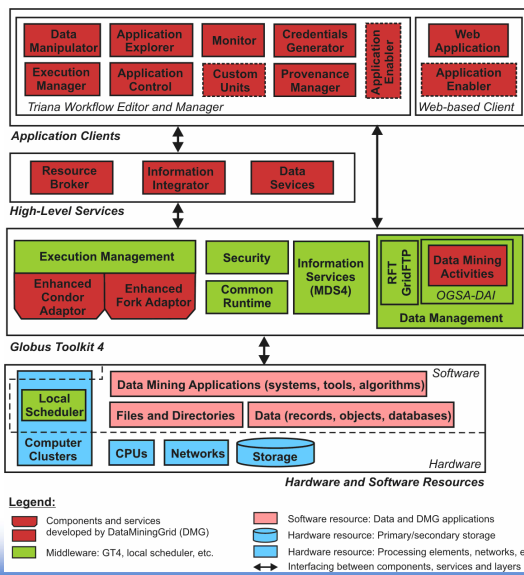 Data
Manipulator
Application
Explorer
Monitor
Credentials
Generator
Application
Enabler
Web
Application
Execution
Manager
Application
Control
Custom
Units
Provenance
Manager
Application
Enabler
Triana Workflow Editor and Manager
Web-based Client
Application Clients
Resource
Broker
Information
Integrator
Data
Sevices
High-Level Services
Execution Management
Enhanced
Condor
Adaptor
Enhanced
Fork Adaptor
Security
Common
Runtime
Information
Services
(MDS4)
RFT
GridFTP
Data Mining
Activities
OGSA-DAI
Data Management
Globus Toolkit 4
Software
Local
Scheduler
Computer
Clusters
Data Mining Applications (systems, tools, algorithms)
Files and Directories
Data (records, objects, databases)
CPUs
Networks
Storage
Hardware
Hardware and Software Resources
Legend:
Components and services
developed by DataMiningGrid (DMG)
Middleware: GT4, local scheduler, etc.
Software resource: Data and DMG applications
Hardware resource: Primary/secondary storage
Hardware resource: Processing elements, networks, e
Interfacing between components, services and layers